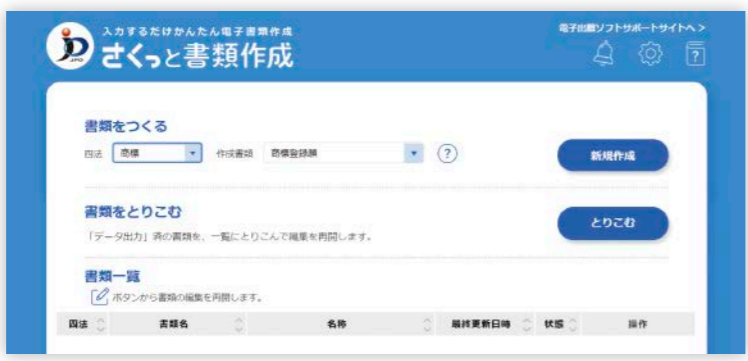 入力するだけかんたん電子書類作成
電子出願ソフトサポートサイトへ >
JPO
さくっと書類作成
?
書類をつくる
四法 商標 作成書類 商標登録願 ? 新規作成
書類をとりこむ
「データ出力」済の書類を、一覧にとりこんで編集を再開します。
とりこむ
書類一覧
ボタンから書類の編集を再開します。
四法 書類名 名称 最終更新日時 状態 操作